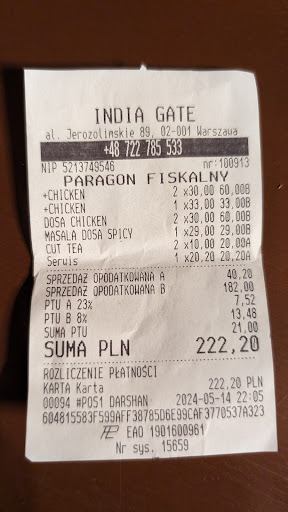 INDIA GATE
al. Jerozolimskie 89, 02-001 Warszawa
+48 722 785 533
NIP 5213749546 nr:100913
PARAGON FISKALNY
+CHICKEN 2 x30,00 60,00B
+CHICKEN 1 x33,00 33,00B
DOSA CHICKEN 2 x30,00 60,00B
MASALA DOSA SPICY 1 x29,00 29,00B
CUT TEA 2 x10,00 20,00A
Serwis 1 x20,20 20,20A
SPRZEDAŻ OPODATKOWANA A 40,20
SPRZEDAŻ OPODATKOWANA B 182,00
PTU A 23% 7,52
PTU B 8% 13,48
SUMA PTU 21,00
SUMA PLN 222,20
ROZLICZENIE PŁATNOŚCI
KARTA Karta 222,20 PLN
00094 #POS1 DARSHAN 2024-05-14 22:05
604815583F599AFF38785D6E99CAF3770537A323
EAO 1901600961
Nr sys. 15659